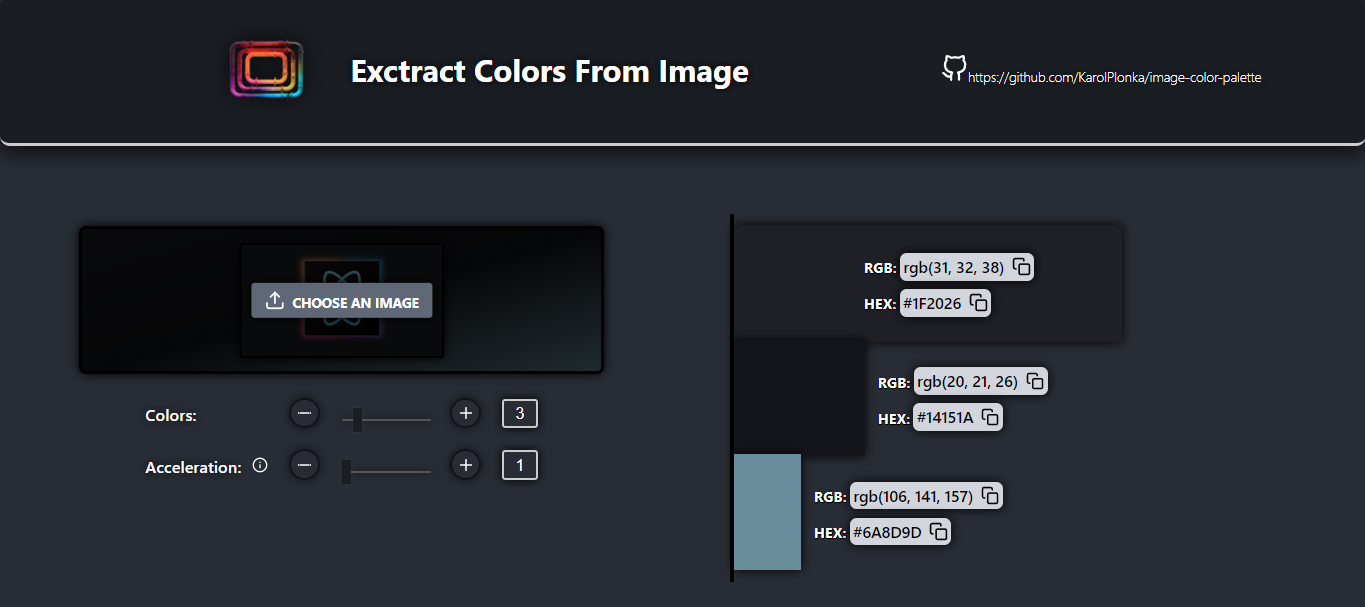 Exctract Colors From Image
https://github.com/KarolPlonka/image-color-palette
CHOOSE AN IMAGE
Colors:
3
Acceleration:
1
RGB: rgb(31, 32, 38)
HEX: #1F2026
RGB: rgb(20, 21, 26)
HEX: #14151A
RGB: rgb(106, 141, 157)
HEX: #6A8D9D